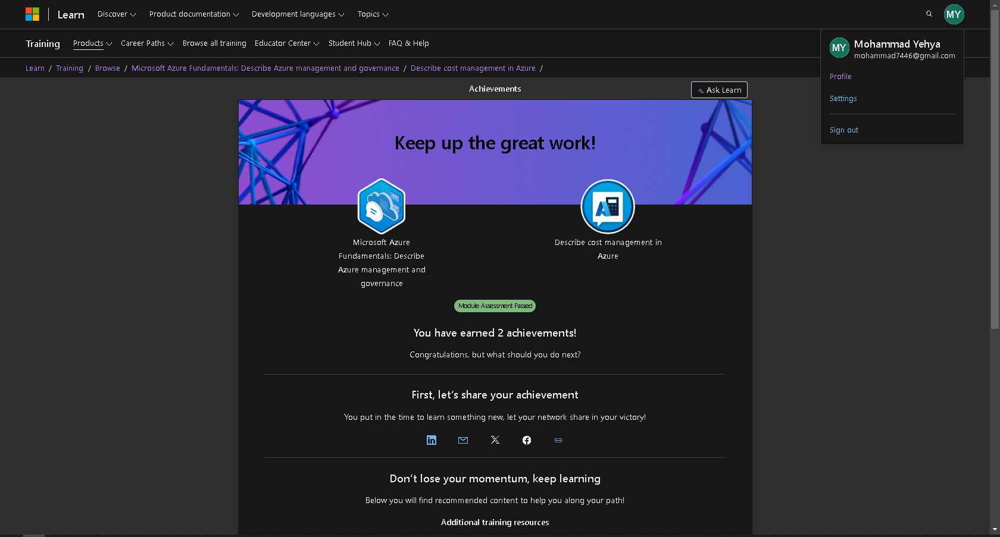 Learn Discover Product documentation Development languages Topics MY
Training Products Career Paths Browse all training Educator Center Student Hub FAQ & Help
MY Mohammad Yehya
mohammad7446@gmail.com
Profile
Settings
Sign out
Learn / Training / Browse / Microsoft Azure Fundamentals: Describe Azure management and governance / Describe cost management in Azure /
Achievements
Ask Learn
Keep up the great work!
Microsoft Azure
Fundamentals: Describe
Azure management and
governance
Describe cost management in
Azure
Module Assessment Passed
You have earned 2 achievements!
Congratulations, but what should you do next?
First, let’s share your achievement
You put in the time to learn something new, let your network share in your victory!
Don’t lose your momentum, keep learning
Below you will find recommended content to help you along your path!
Additional training resources